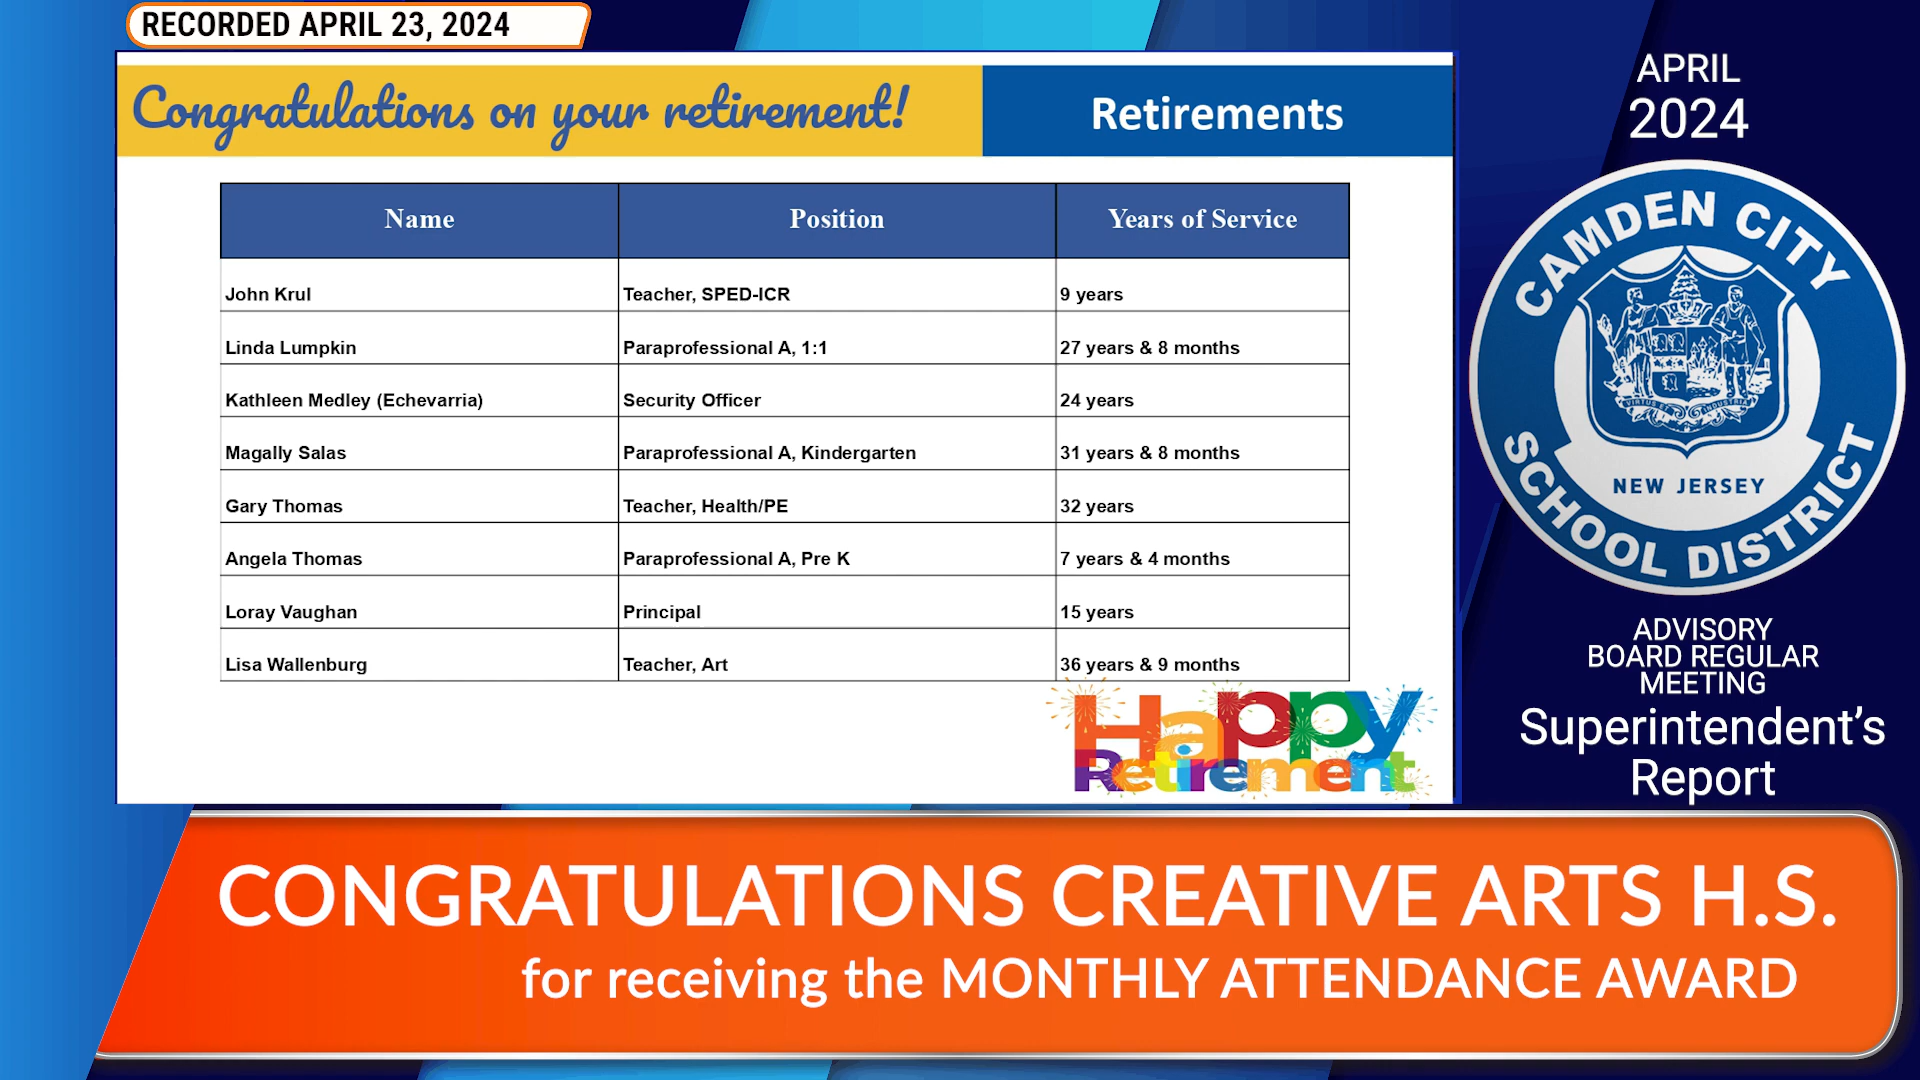 RECORDED APRIL 23, 2024
Congratulations on your retirement!
Retirements
Name Position Years of Service
John Krul Teacher, SPED-ICR 9 years
Linda Lumpkin Paraprofessional A, 1:1 27 years & 8 months
Kathleen Medley (Echevarria) Security Officer 24 years
Magally Salas Paraprofessional A, Kindergarten 31 years & 8 months
Gary Thomas Teacher, Health/PE 32 years
Angela Thomas Paraprofessional A, Pre K 7 years & 4 months
Loray Vaughan Principal 15 years
Lisa Wallenburg Teacher, Art 36 years & 9 months
Happy
Retirement
APRIL
2024
CAMDEN CITY
VIRTUS ET INDUSTRIA
NEW JERSEY
SCHOOL DISTRICT
ADVISORY
BOARD REGULAR
MEETING
Superintendent's
Report
CONGRATULATIONS CREATIVE ARTS H.S.
for receiving the MONTHLY ATTENDANCE AWARD